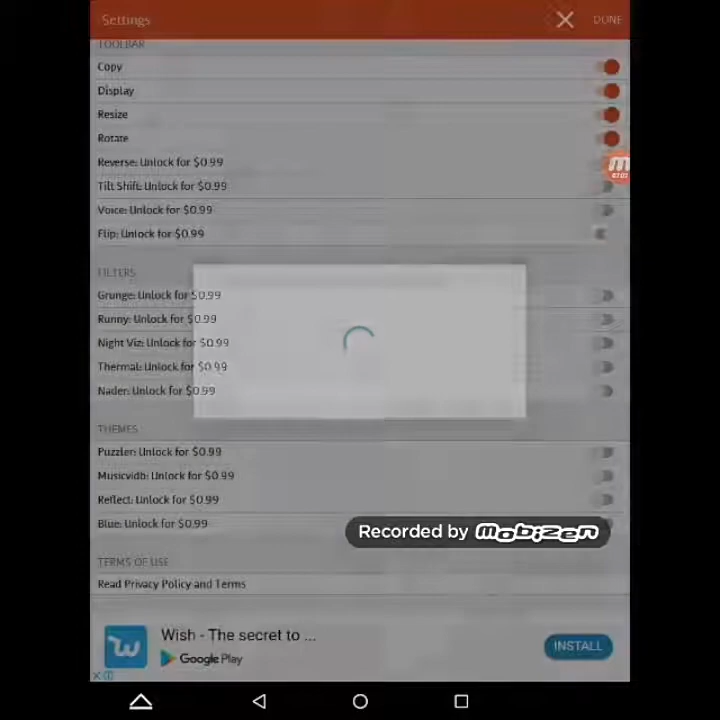 Settings
DONE
TOOLBAR
Copy
Display
Resize
Rotate
Reverse: Unlock for $0.99
Tilt Shift: Unlock for $0.99
Voice: Unlock for $0.99
Flip: Unlock for $0.99
FILTERS
Grunge: Unlock for $0.99
Runny: Unlock for $0.99
Night Viz: Unlock for $0.99
Thermal: Unlock for $0.99
Nader: Unlock for $0.99
THEMES
Puzzler: Unlock for $0.99
Musicvidb: Unlock for $0.99
Reflect: Unlock for $0.99
Blue: Unlock for $0.99
Recorded by mobizen
TERMS OF USE
Read Privacy Policy and Terms
Wish - The secret to ...
Google Play
INSTALL